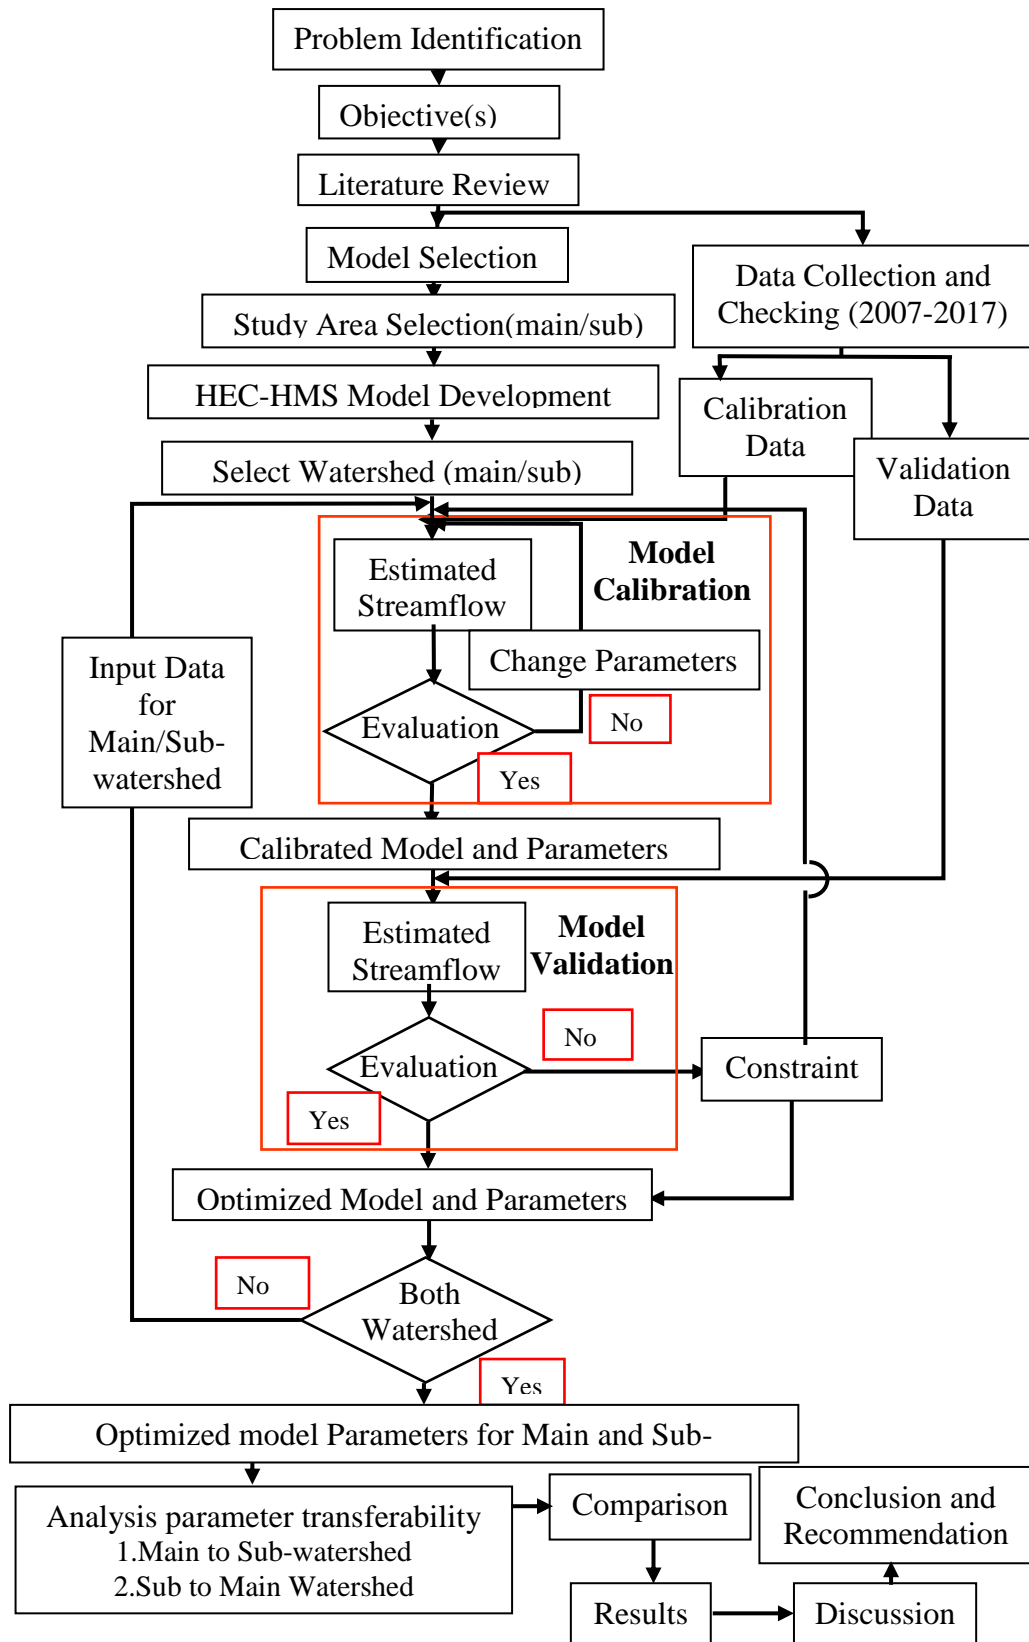 Problem Identification
Objective(s)
Literature Review
Model Selection
Data Collection and
Checking (2007-2017)
Study Area Selection(main/sub)
HEC-HMS Model Development
Calibration
Data
Select Watershed (main/sub)
Validation
Data
Model
Calibration
Estimated
Streamflow
Change Parameters
Input Data
for
Main/Sub-
watershed
Evaluation
No
Yes
Calibrated Model and Parameters
Estimated
Streamflow
Model
Validation
No
Evaluation
Constraint
Yes
Optimized Model and Parameters
No
Both
Watershed
Yes
Optimized model Parameters for Main and Sub-
Analysis parameter transferability
1.Main to Sub-watershed
2.Sub to Main Watershed
Comparison
Conclusion and
Recommendation
Results
Discussion